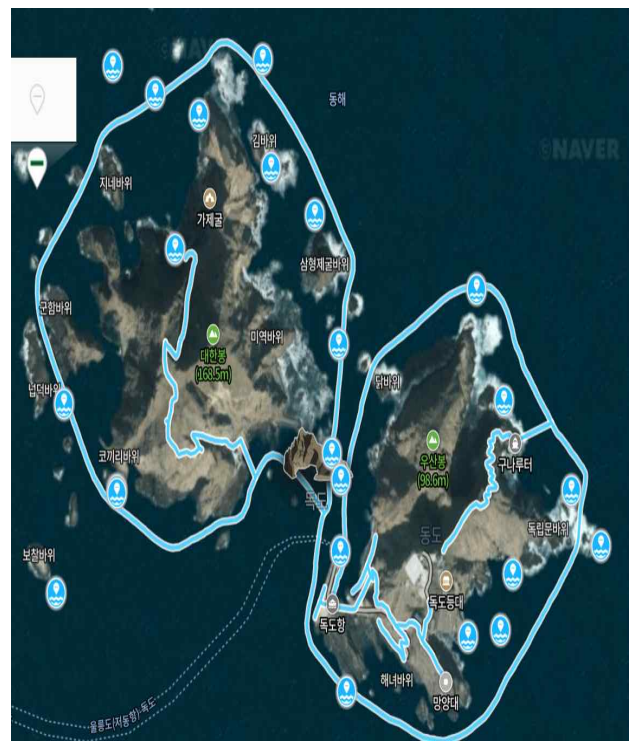 NAVER
동해
NAVER
김바위
지네바위
가제굴
삼형제굴바위
군함바위
미역바위
대한봉
(168.5m)
닭바위
넙덕바위
코끼리바위
우산봉
(98.6m)
구나루터
독도
독립문바위
동도
보찰바위
독도등대
독도항
해녀바위
망양대
울릉도(저동항)-독도